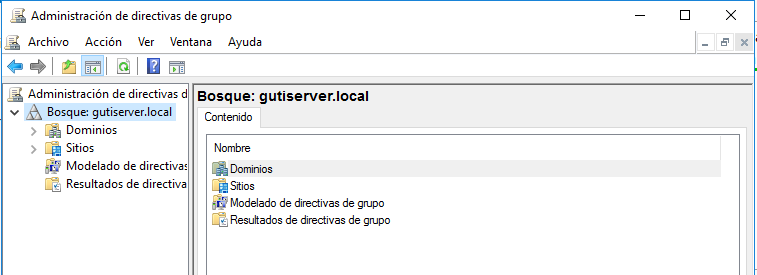 Administración de directivas de grupo
Archivo Acción Ver Ventana Ayuda
Administración de directivas d
Bosque: gutiserver.local
Dominios
Sitios
Modelado de directivas
Resultados de directiva
Bosque: gutiserver.local
Contenido
Nombre
Dominios
Sitios
Modelado de directivas de grupo
Resultados de directivas de grupo